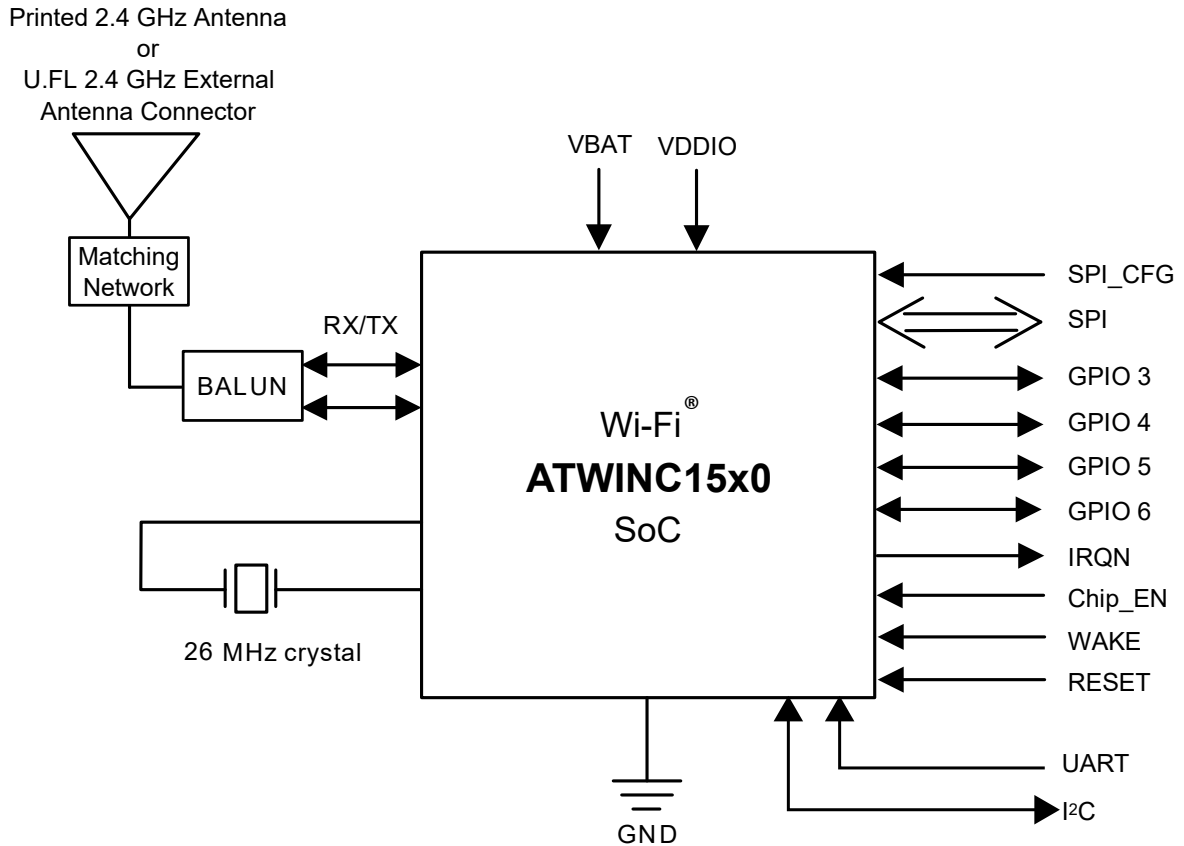 Printed 2.4 GHz Antenna
or
U.FL 2.4 GHz External
Antenna Connector
VBAT VDDIO
Matching
Network
RX/TX
BALUN
26 MHz crystal
Wi-Fi®
ATWINC15x0
SoC
SPI_CFG
SPI
GPIO 3
GPIO 4
GPIO 5
GPIO 6
IRQN
Chip_EN
WAKE
RESET
UART
I²C
GND